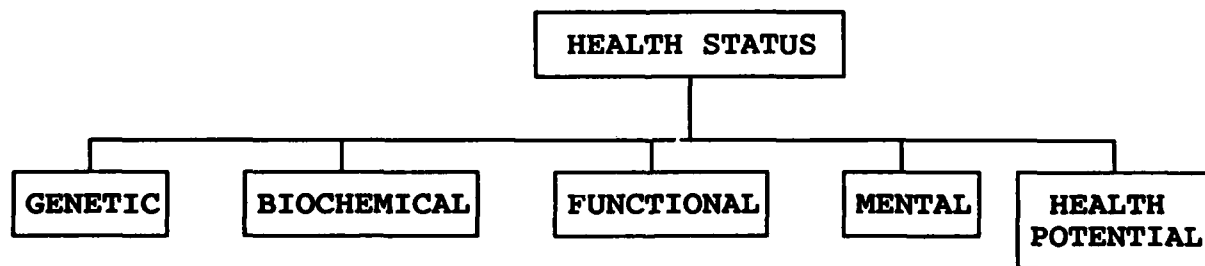 HEALTH STATUS
GENETIC
BIOCHEMICAL
FUNCTIONAL
MENTAL
HEALTH
POTENTIAL